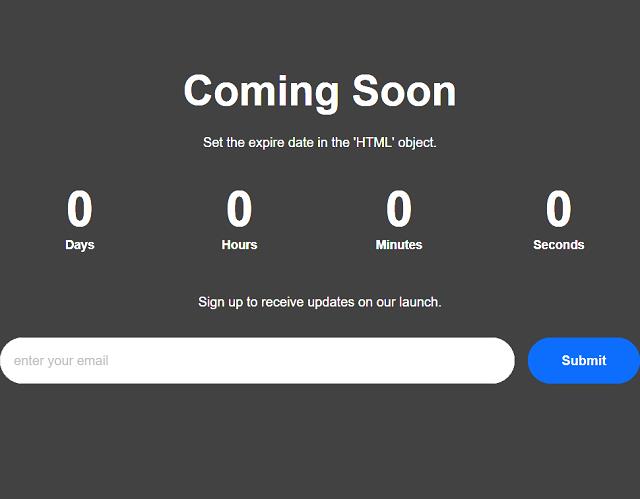 Coming Soon
Set the expire date in the 'HTML' object.
0 0 0 0
Days Hours Minutes Seconds
Sign up to receive updates on our launch.
enter your email Submit